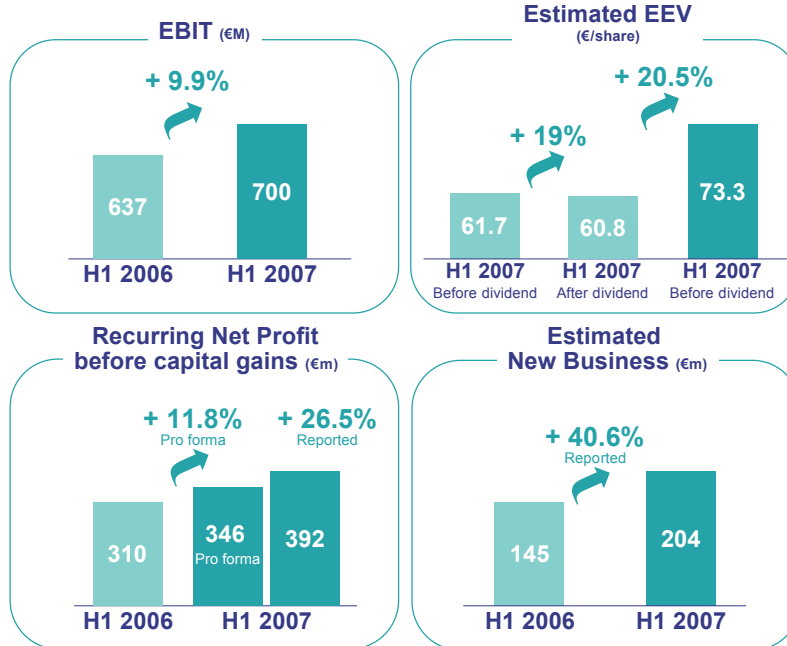 EBIT (€M)
+ 9.9%
637
700
H1 2006
H1 2007
Estimated EEV
(€/share)
+ 20.5%
+ 19%
61.7
60.8
73.3
H1 2007
H1 2007
H1 2007
Before dividend
After dividend
Before dividend
Recurring Net Profit
before capital gains (€m)
+ 11.8%
Pro forma
+ 26.5%
Reported
310
346
Pro forma
392
H1 2006
H1 2007
Estimated
New Business (€m)
+ 40.6%
Reported
145
204
H1 2006
H1 2007